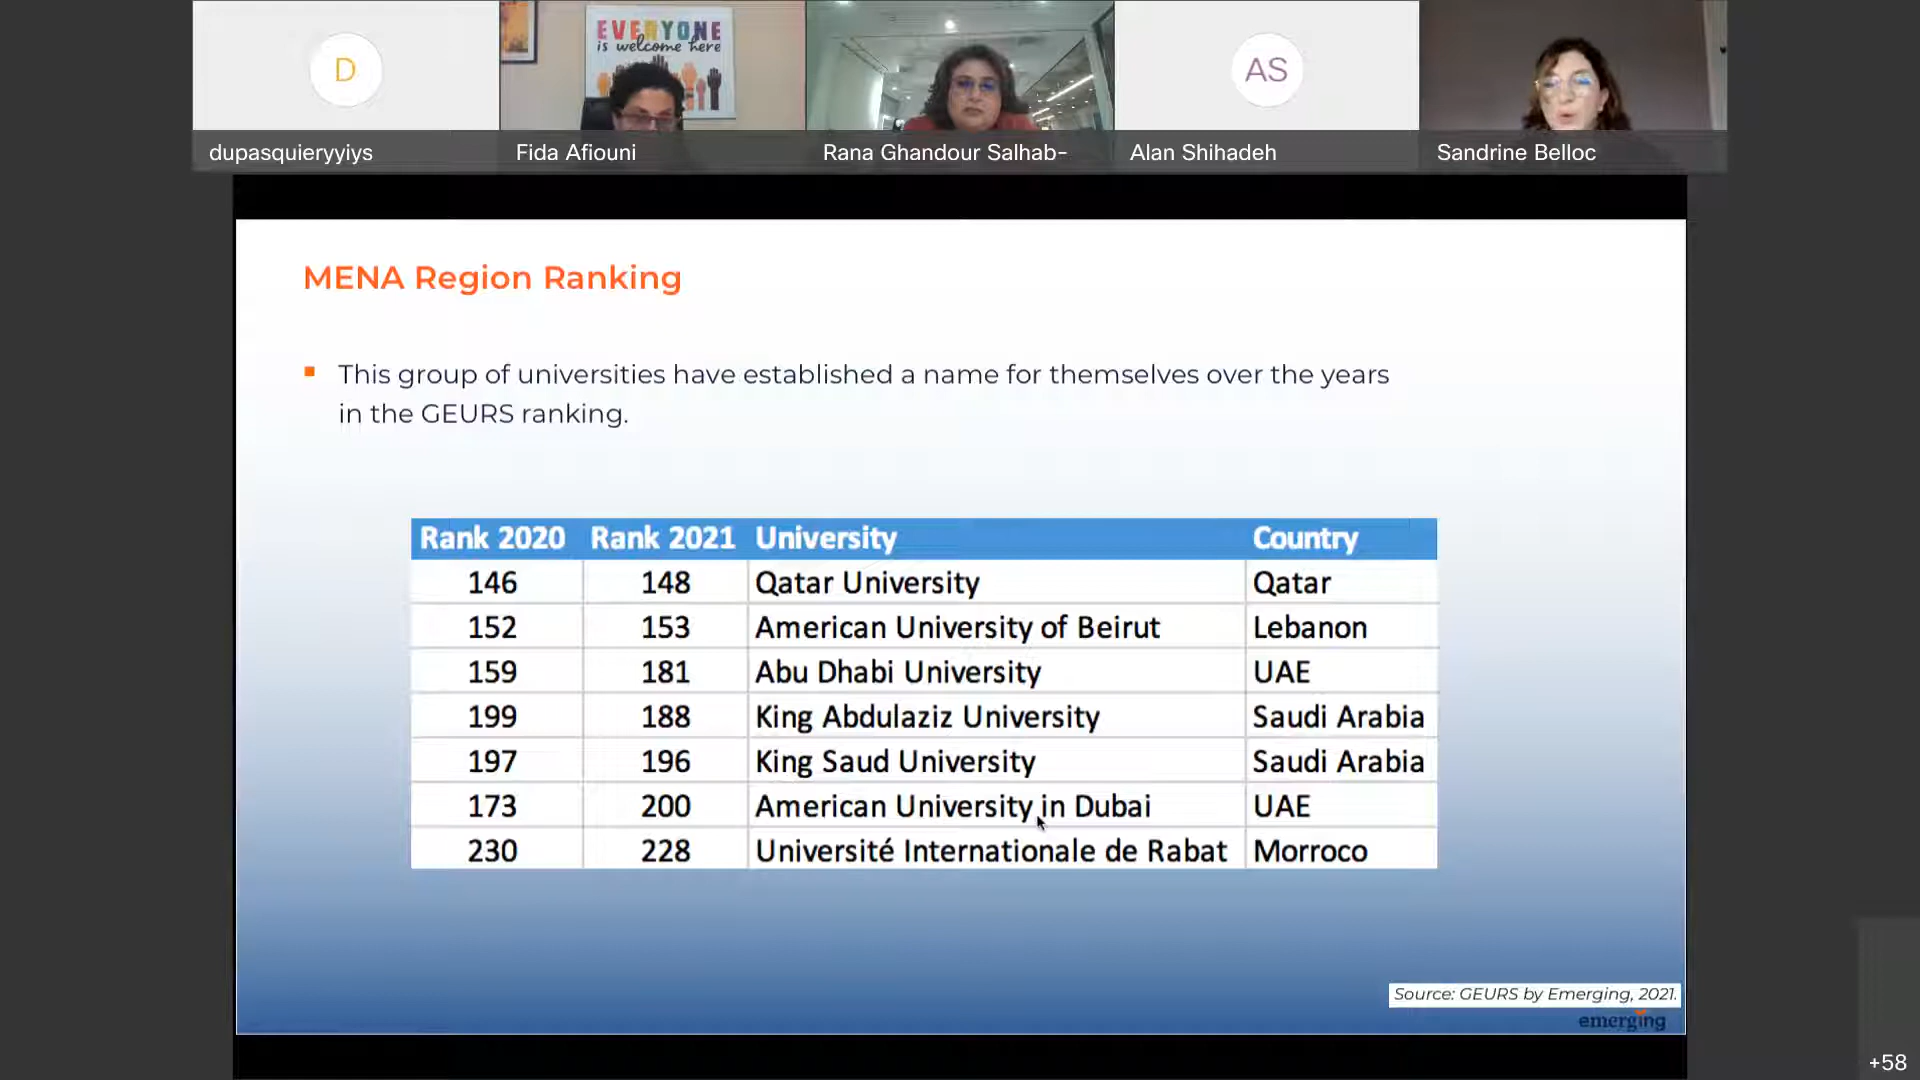 D
EVERYONE
is welcome here
AS
dupasquieryyiys
Fida Afiouni
Rana Ghandour Salhab-
Alan Shihadeh
Sandrine Belloc
MENA Region Ranking
This group of universities have established a name for themselves over the years
in the GEURS ranking.
Rank 2020 Rank 2021 University Country
146 148 Qatar University Qatar
152 153 American University of Beirut Lebanon
159 181 Abu Dhabi University UAE
199 188 King Abdulaziz University Saudi Arabia
197 196 King Saud University Saudi Arabia
173 200 American University in Dubai UAE
230 228 Université Internationale de Rabat Morroco
Source: GEURS by Emerging, 2021.
emerging
+58